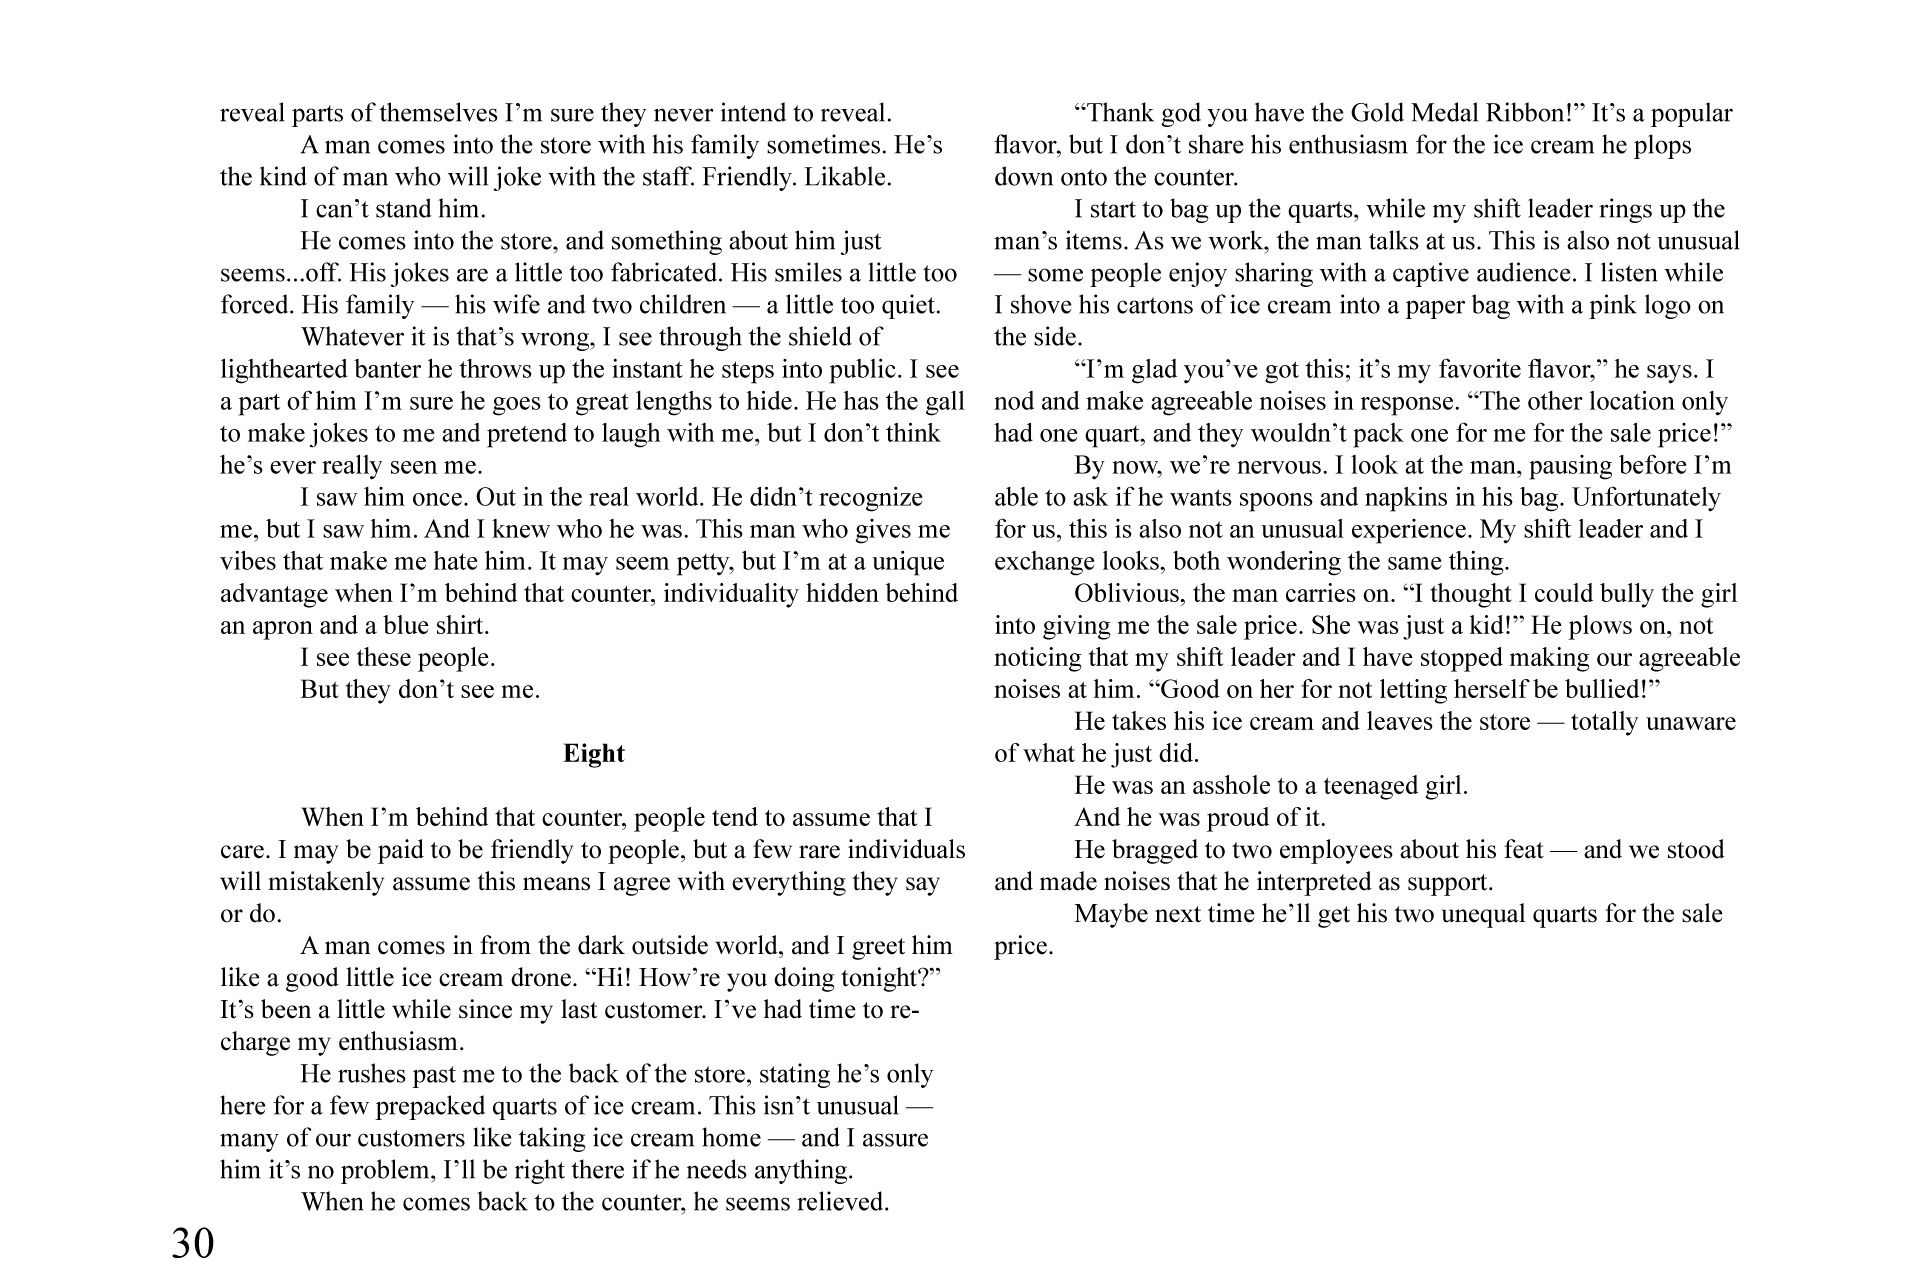 reveal parts of themselves I’m sure they never intend to reveal.
A man comes into the store with his family sometimes. He’s
the kind of man who will joke with the staff. Friendly. Likable.
I can’t stand him.
He comes into the store, and something about him just
seems...off. His jokes are a little too fabricated. His smiles a little too
forced. His family — his wife and two children — a little too quiet.
Whatever it is that’s wrong, I see through the shield of
lighthearted banter he throws up the instant he steps into public. I see
a part of him I’m sure he goes to great lengths to hide. He has the gall
to make jokes to me and pretend to laugh with me, but I don’t think
he’s ever really seen me.
I saw him once. Out in the real world. He didn’t recognize
me, but I saw him. And I knew who he was. This man who gives me
vibes that make me hate him. It may seem petty, but I’m at a unique
advantage when I’m behind that counter, individuality hidden behind
an apron and a blue shirt.
I see these people.
But they don’t see me.
Eight
When I’m behind that counter, people tend to assume that I
care. I may be paid to be friendly to people, but a few rare individuals
will mistakenly assume this means I agree with everything they say
or do.
A man comes in from the dark outside world, and I greet him
like a good little ice cream drone. “Hi! How’re you doing tonight?”
It’s been a little while since my last customer. I’ve had time to re-
charge my enthusiasm.
He rushes past me to the back of the store, stating he’s only
here for a few prepacked quarts of ice cream. This isn’t unusual —
many of our customers like taking ice cream home — and I assure
him it’s no problem, I’ll be right there if he needs anything.
When he comes back to the counter, he seems relieved.
“Thank god you have the Gold Medal Ribbon!” It’s a popular
flavor, but I don’t share his enthusiasm for the ice cream he plops
down onto the counter.
I start to bag up the quarts, while my shift leader rings up the
man’s items. As we work, the man talks at us. This is also not unusual
— some people enjoy sharing with a captive audience. I listen while
I shove his cartons of ice cream into a paper bag with a pink logo on
the side.
“I’m glad you’ve got this; it’s my favorite flavor,” he says. I
nod and make agreeable noises in response. “The other location only
had one quart, and they wouldn’t pack one for me for the sale price!”
By now, we’re nervous. I look at the man, pausing before I’m
able to ask if he wants spoons and napkins in his bag. Unfortunately
for us, this is also not an unusual experience. My shift leader and I
exchange looks, both wondering the same thing.
Oblivious, the man carries on. “I thought I could bully the girl
into giving me the sale price. She was just a kid!” He plows on, not
noticing that my shift leader and I have stopped making our agreeable
noises at him. “Good on her for not letting herself be bullied!”
He takes his ice cream and leaves the store — totally unaware
of what he just did.
He was an asshole to a teenaged girl.
And he was proud of it.
He bragged to two employees about his feat — and we stood
and made noises that he interpreted as support.
Maybe next time he’ll get his two unequal quarts for the sale
price.
30